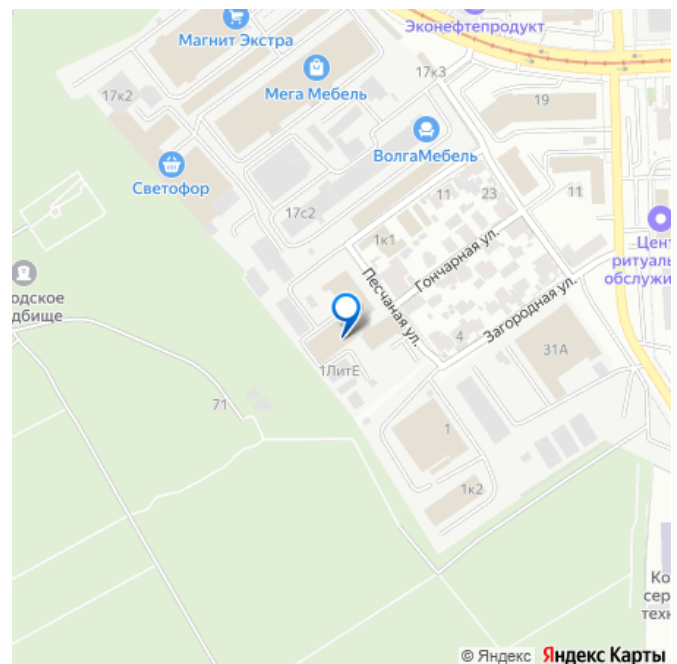 Эконефтепродукт
Магнит Экстра
17к3
Мега Мебель
17к2
19
ВолгаМебель
Светофор
11
23
11
17с2
1к1
Цент
ритуаль
обслужи
Гончарная ул.
Песчаная ул.
Загородная ул.
одское
дбище
4
31А
1ЛитЕ
71
1
1к2
Ко
сер
техн
© Яндекс Яндекс Карты